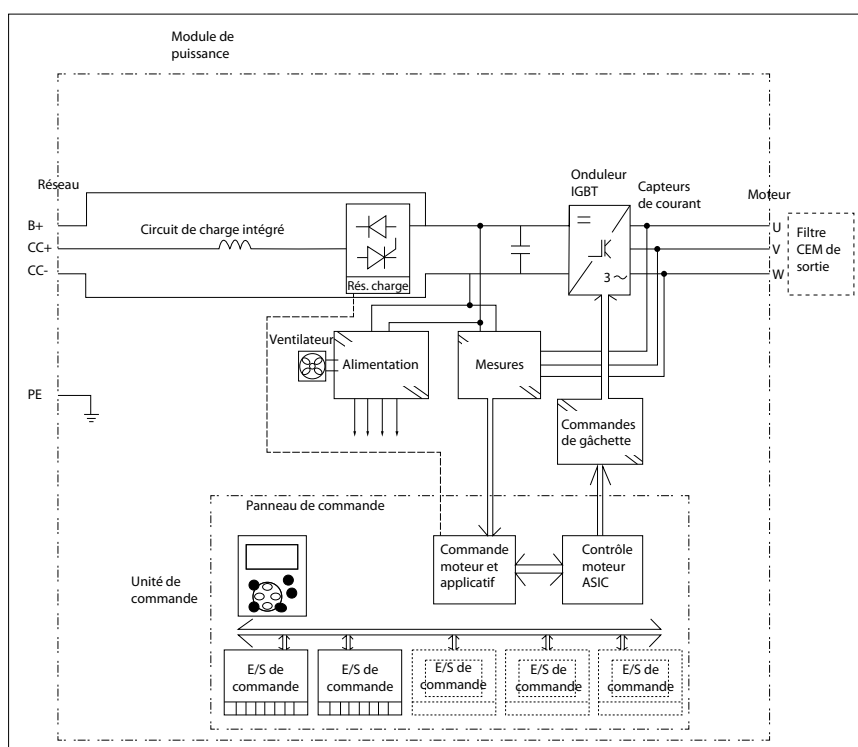 Module de
puissance
Réseau
B+
CC+
CC-
Circuit de charge intégré
Rés. charge
Onduleur
IGBT
=
3 ~
Capteurs
de courant
Moteur
U
V
W
Filtre
CEM de
sortie
Ventilateur
Alimentation
Mesures
PE
Commandes
de gâchette
Panneau de commande
Commande
moteur et
applicatif
Contrôle
moteur
ASIC
Unité de
commande
E/S de
commande
E/S de
commande
E/S de
commande
E/S de
commande
E/S de
commande